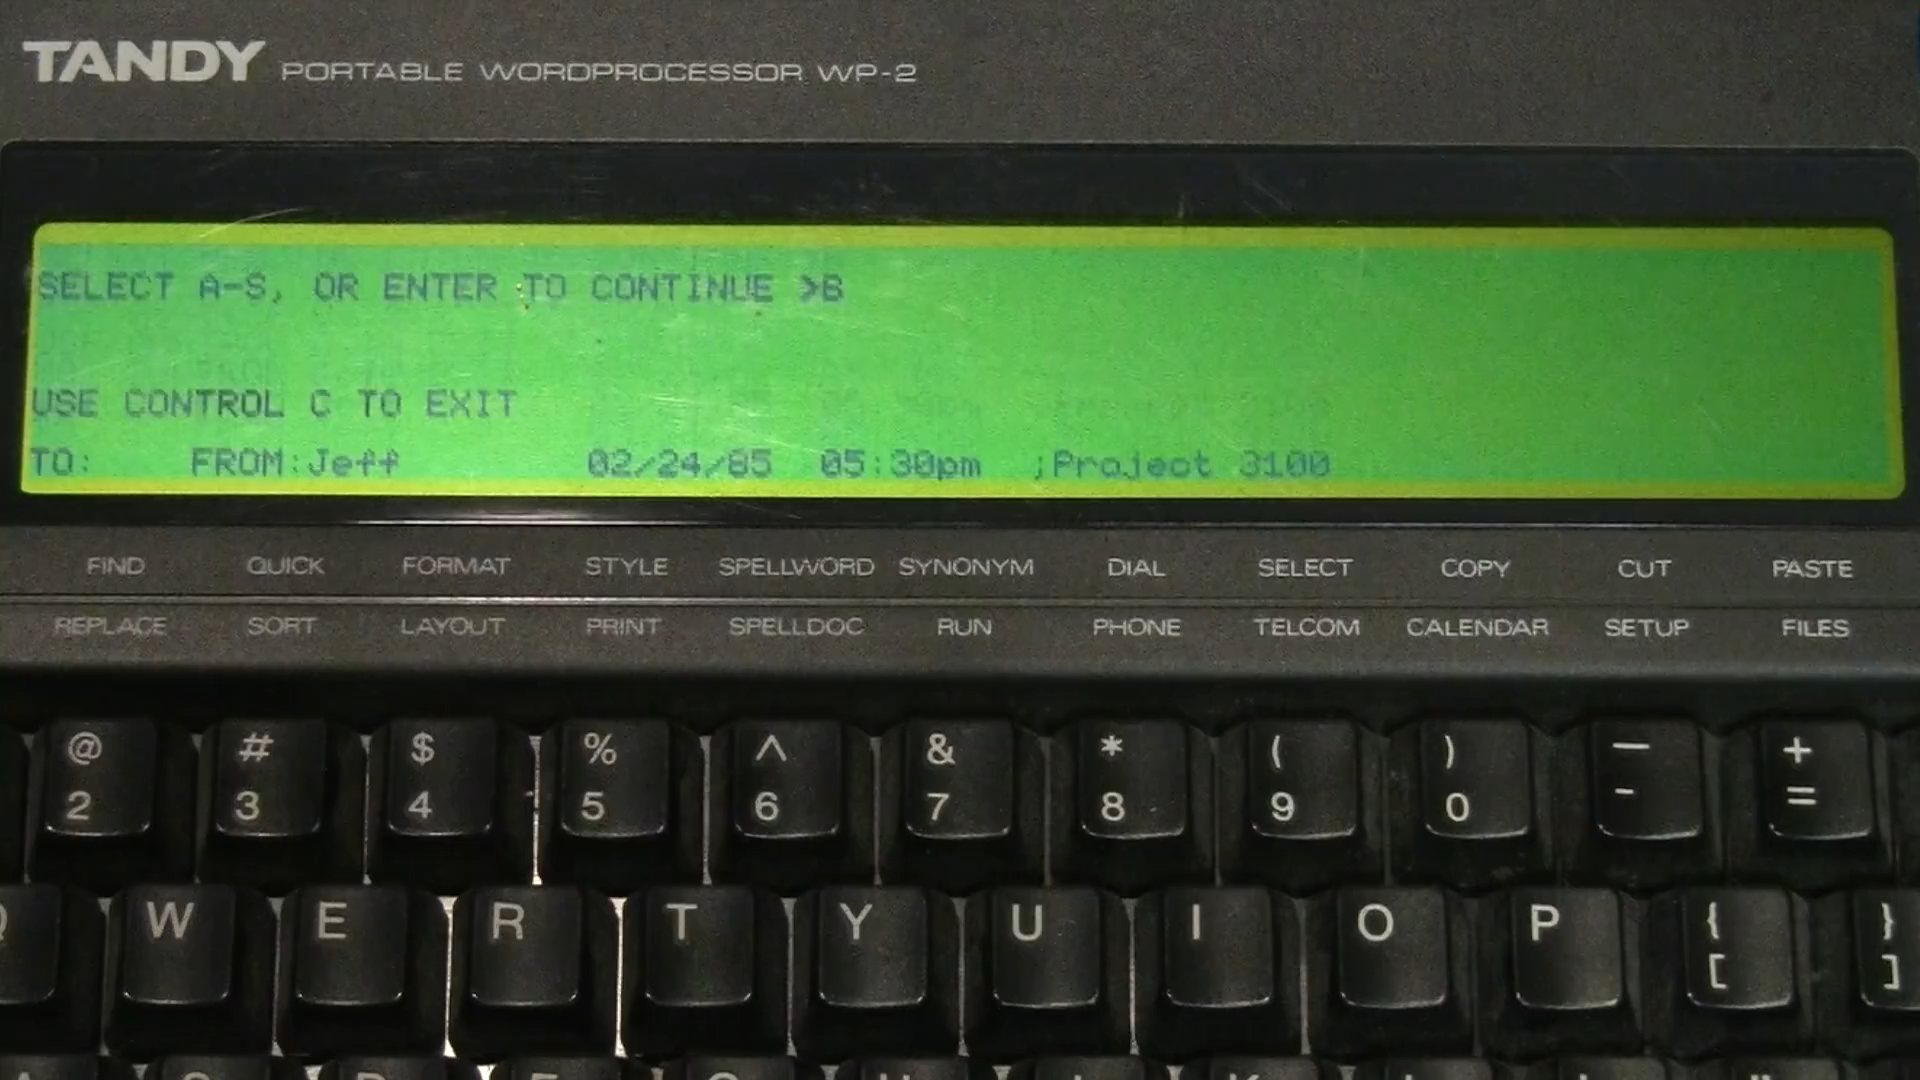 TANDY PORTABLE WORDPROCESSOR WP-2
SELECT A-S, OR ENTER TO CONTINUE >B
USE CONTROL C TO EXIT
TO: FROM:Jeff 02/24/85 05:30pm ;Project 3100
FIND QUICK FORMAT STYLE SPELLWORD SYNONYM DIAL SELECT COPY CUT PASTE
REPLACE SORT LAYOUT PRINT SPELLDOC RUN PHONE TELCOM CALENDAR SETUP FILES
@ # $ % ^ & * ( ) — +
2 3 4 5 6 7 8 9 0 - =
W E R T Y U I O P { }
[ ]